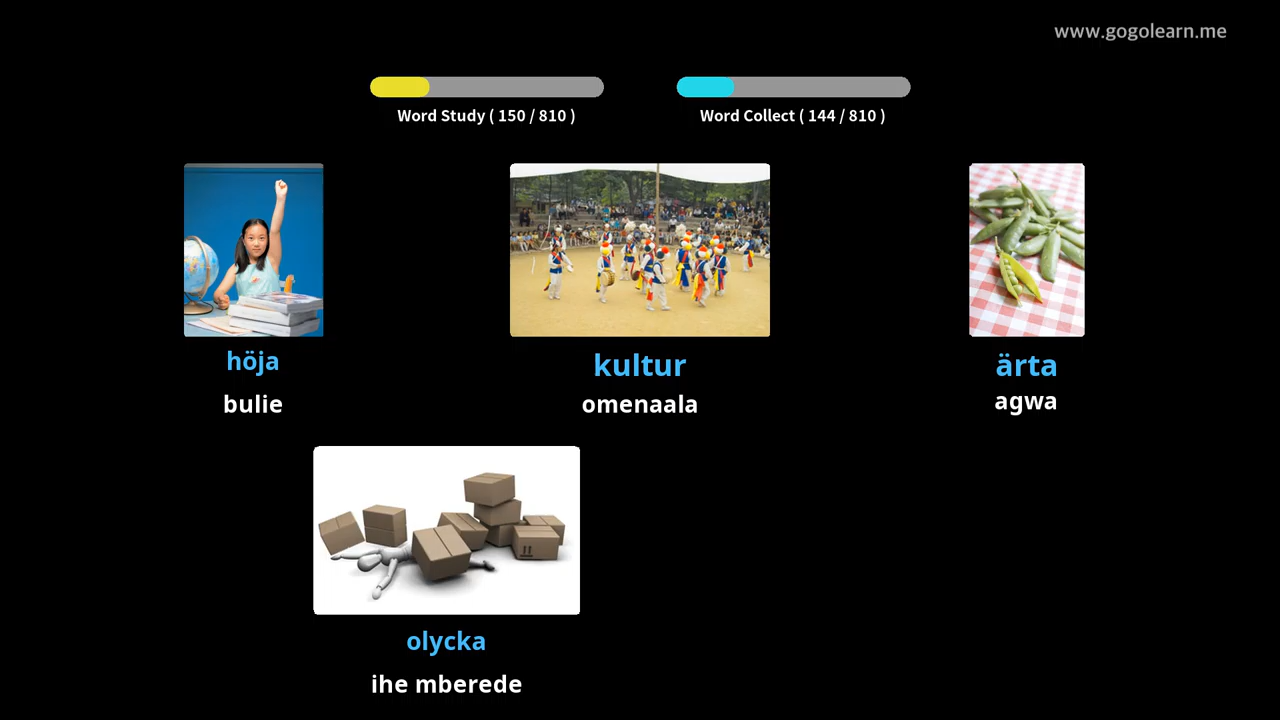 www.gogolearn.me
Word Study ( 150 / 810 )
Word Collect ( 144 / 810 )
höja
bulie
kultur
omenaala
ärta
agwa
olycka
ihe mberede